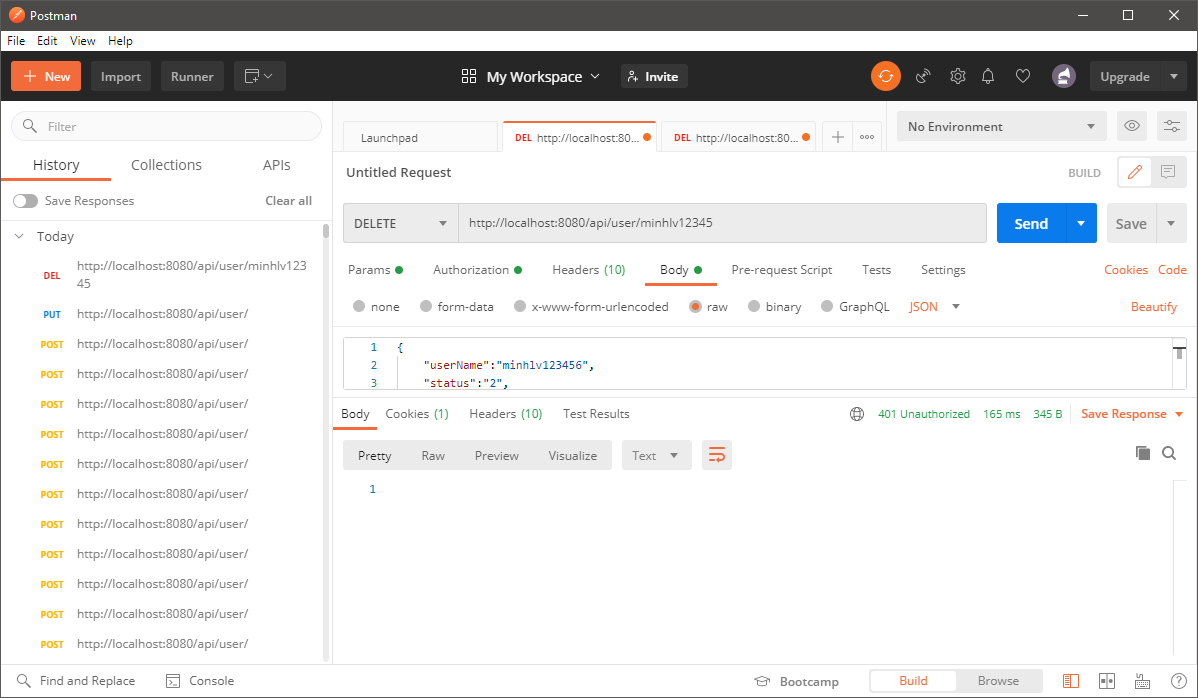 Postman
File Edit View Help
New Import Runner My Workspace Invite Upgrade
Filter
History Collections APIs
Save Responses Clear all
Today
DEL http://localhost:8080/api/user/minhlv123
45
PUT http://localhost:8080/api/user/
POST http://localhost:8080/api/user/
POST http://localhost:8080/api/user/
POST http://localhost:8080/api/user/
POST http://localhost:8080/api/user/
POST http://localhost:8080/api/user/
POST http://localhost:8080/api/user/
POST http://localhost:8080/api/user/
POST http://localhost:8080/api/user/
POST http://localhost:8080/api/user/
POST http://localhost:8080/api/user/
POST http://localhost:8080/api/user/
Launchpad DEL http://localhost:80... DEL http://localhost:80... No Environment
Untitled Request BUILD
DELETE http://localhost:8080/api/user/minhlv12345 Send Save
Params Authorization Headers (10) Body Pre-request Script Tests Settings Cookies Code
none form-data x-www-form-urlencoded raw binary GraphQL JSON Beautify
1 {
2 "userName":"minhlv123456",
3 "status":"2",
Body Cookies (1) Headers (10) Test Results 401 Unauthorized 165 ms 345 B Save Response
Pretty Raw Preview Visualize Text
1
Find and Replace Console Bootcamp Build Browse